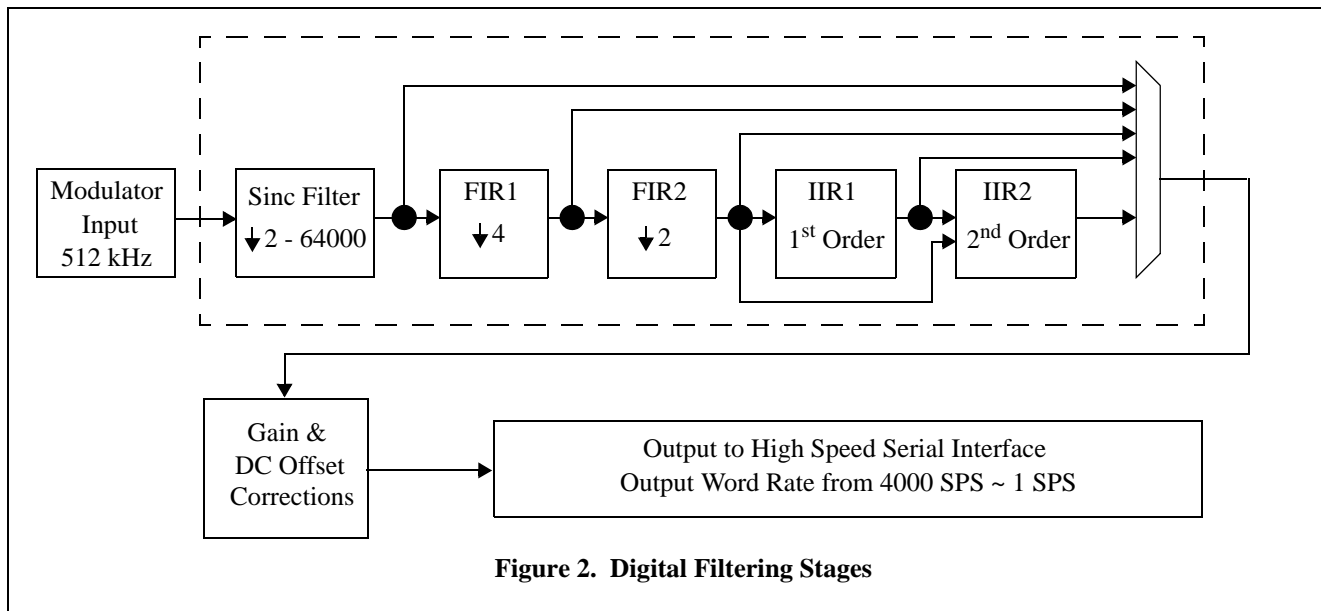 Modulator
Input
512 kHz
Sinc Filter
2 - 64000
FIR1
4
FIR2
2
IIR1
1st Order
IIR2
2nd Order
Gain &
DC Offset
Corrections
Output to High Speed Serial Interface
Output Word Rate from 4000 SPS ~ 1 SPS
Figure 2. Digital Filtering Stages